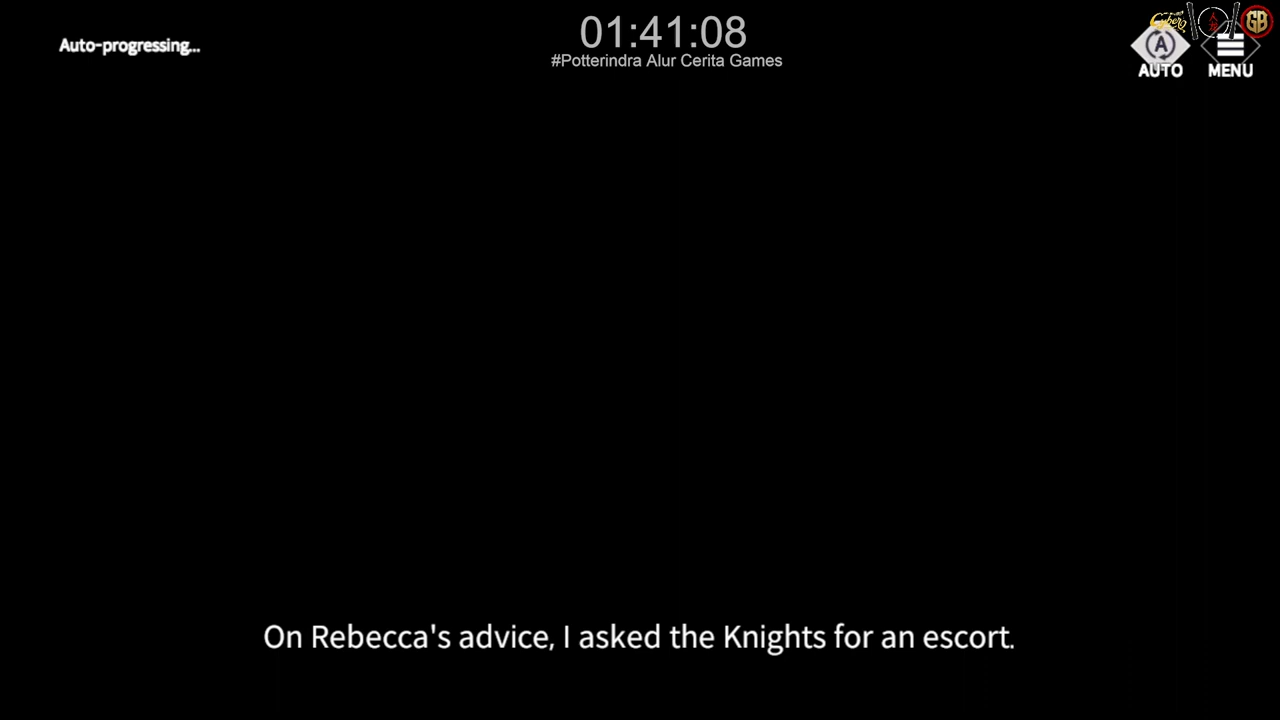 Auto-progressing...
01:41:08
#Potterindra Alur Cerita Games
AUTO
MENU
On Rebecca's advice, I asked the Knights for an escort.